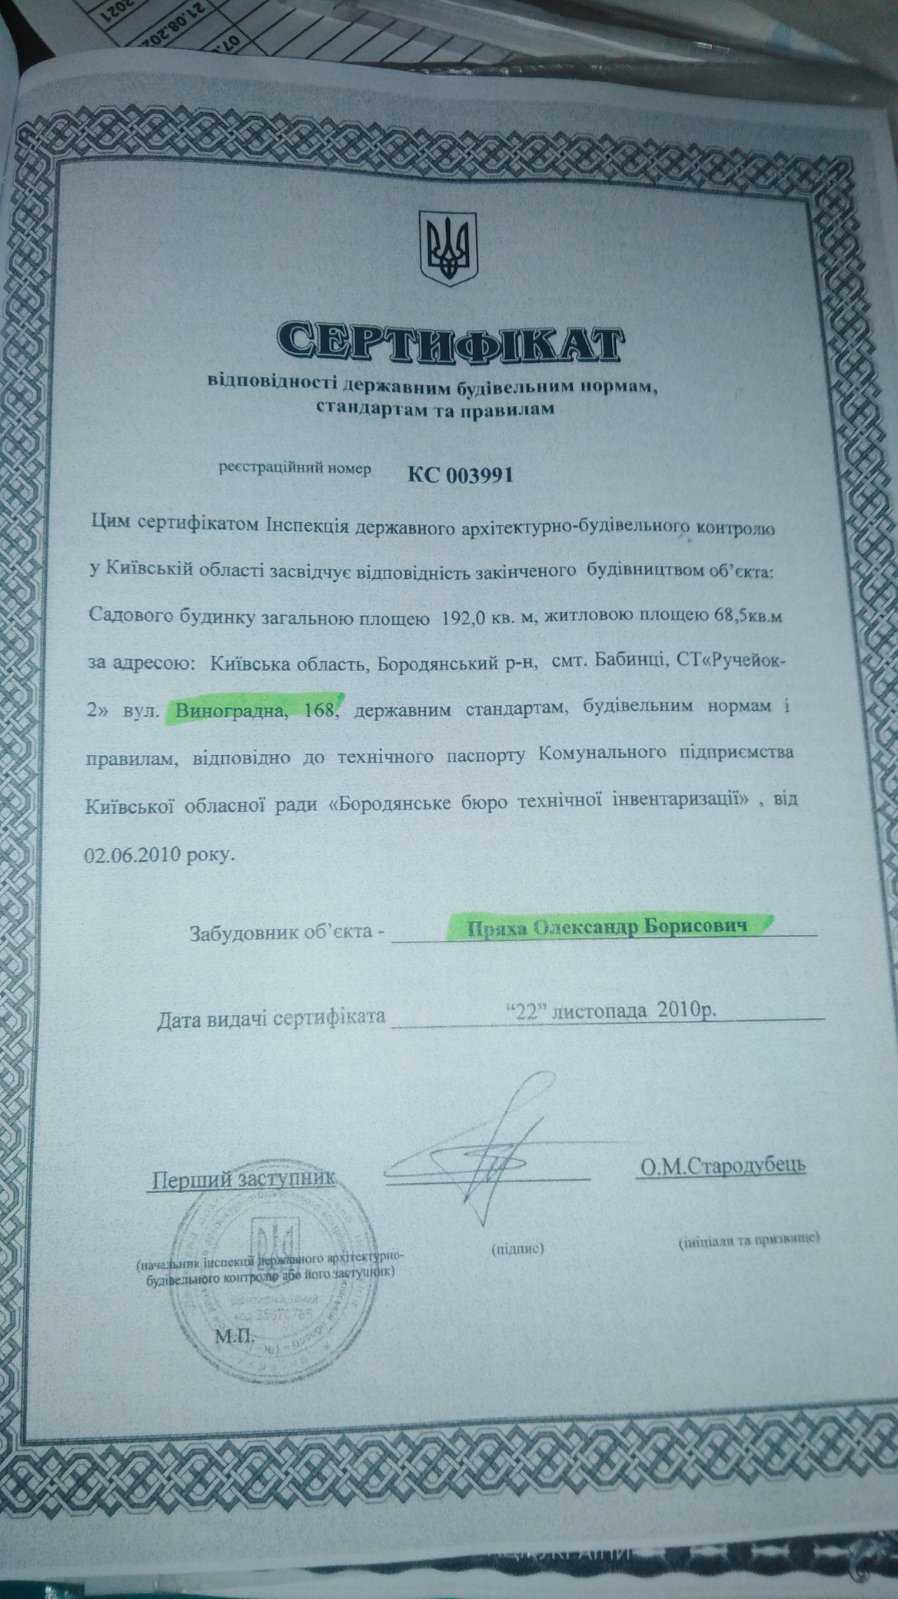 2021
21.08.202
07.
СЕРТИФІКАТ
відповідності державним будівельним нормам,
стандартам та правилам
реєстраційний номер КС 003991
Цим сертифікатом Інспекція державного архітектурно-будівельного контролю
у Київській області засвідчує відповідність закінченого будівництвом об’єкта:
Садового будинку загальною площею 192,0 кв. м, житловою площею 68,5кв.м
за адресою: Київська область, Бородянський р-н, смт. Бабинці, СТ«Ручейок-
2» вул. Виноградна, 168, державним стандартам, будівельним нормам і
правилам, відповідно до технічного паспорту Комунального підприємства
Київської обласної ради «Бородянське бюро технічної інвентаризації» , від
02.06.2010 року.
Забудовник об’єкта - Пряха Олександр Борисович
Дата видачі сертифіката “22” листопада 2010р.
Перший заступник О.М.Стародубець
(начальник інспекції державного архітектурно-
будівельного контролю або його заступник)
(підпис)
(ініціали та призвище)
М.П.
УКРАЇНИ